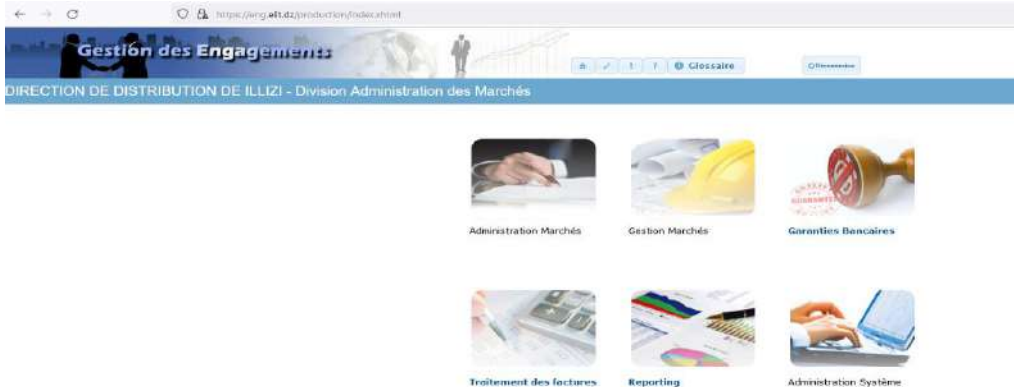 https://eng.elit.dz/production/index.xhtml
Gestion des Engagements
Glossaire
DIRECTION DE DISTRIBUTION DE ILLIZI - Division Administration des Marchés
Administration Marchés
Gestion Marchés
Garanties Bancaires
Traitement des factures
Reporting
Administration Système